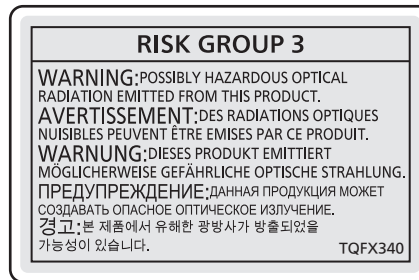 RISK GROUP 3
WARNING:POSSIBLY HAZARDOUS OPTICAL
RADIATION EMITTED FROM THIS PRODUCT.
AVERTISSEMENT:DES RADIATIONS OPTIQUES
NUISIBLES PEUVENT ÊTRE EMISES PAR CE PRODUIT.
WARNUNG:DIESES PRODUKT EMITTIERT
MÖGLICHERWEISE GEFÄHRLICHE OPTISCHE STRAHLUNG.
ПРЕДУПРЕЖДЕНИЕ:ДАННАЯ ПРОДУКЦИЯ МОЖЕТ
СОЗДАВАТЬ ОПАСНОЕ ОПТИЧЕСКОЕ ИЗЛУЧЕНИЕ.
경고:본 제품에서 유해한 광방사가 방출되었을
가능성이 있습니다.
TQFX340